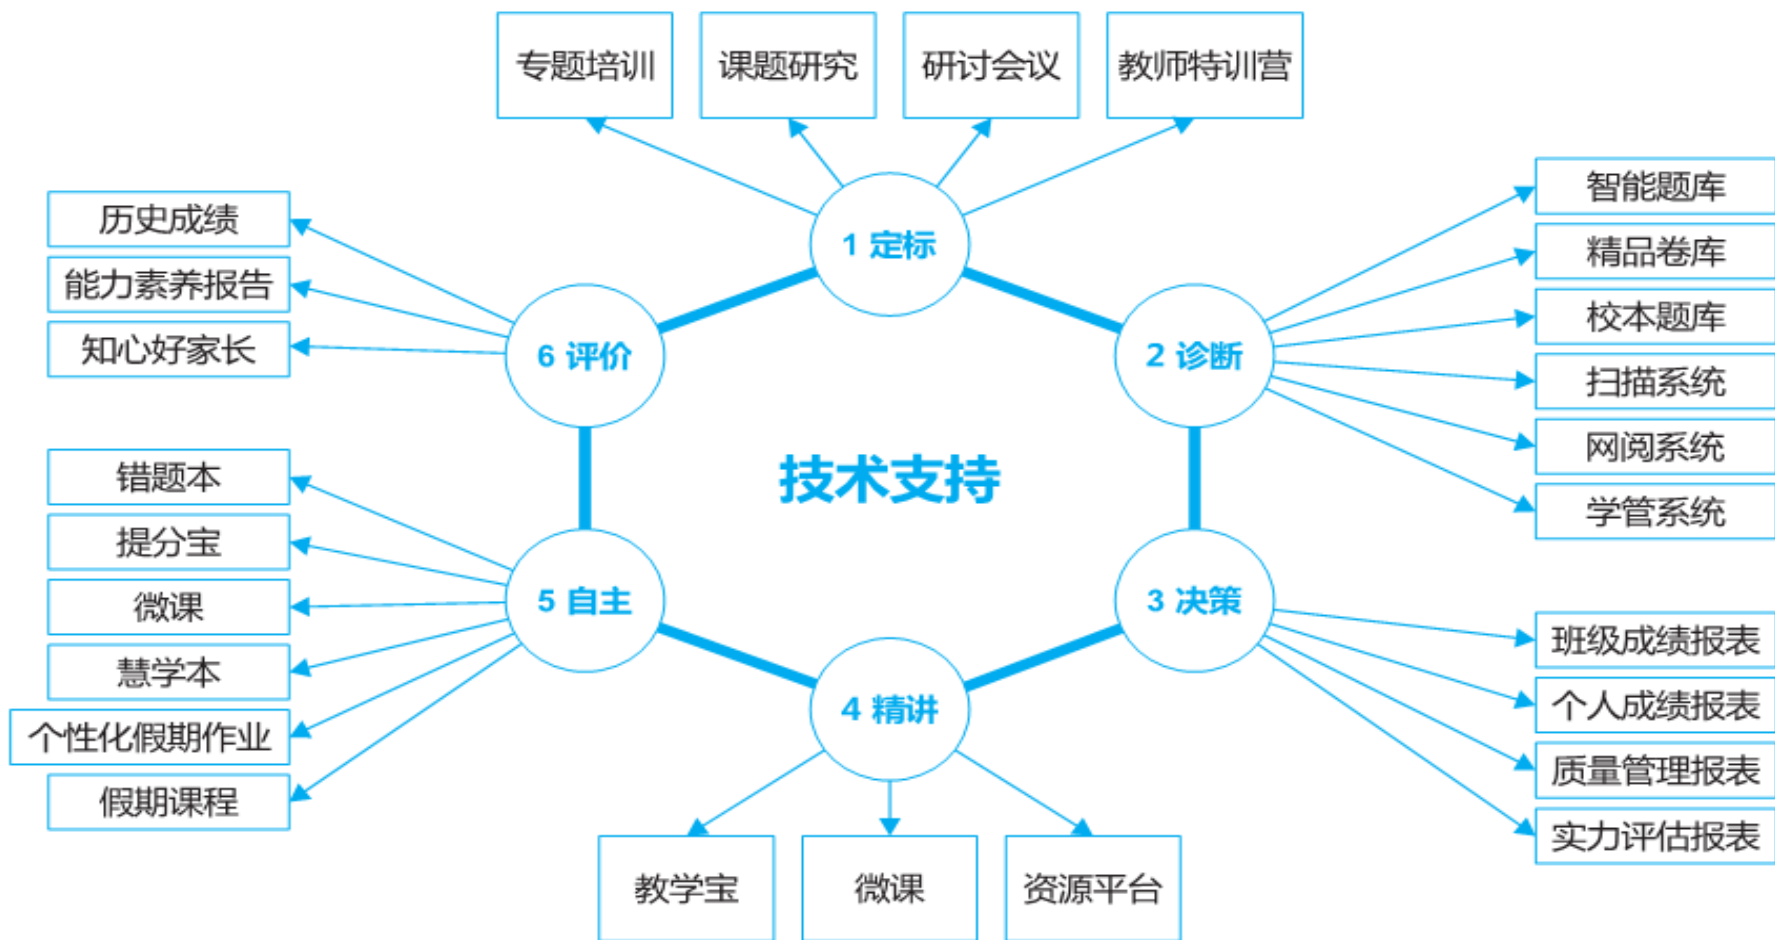 专题培训
课题研究
研讨会议
教师特训营
1 定标
智能题库
精品卷库
校本题库
扫描系统
网阅系统
学管系统
2 诊断
历史成绩
能力素养报告
知心好家长
6 评价
技术支持
错题本
提分宝
微课
慧学本
个性化假期作业
假期课程
5 自主
3 决策
班级成绩报表
个人成绩报表
质量管理报表
实力评估报表
4 精讲
教学宝
微课
资源平台